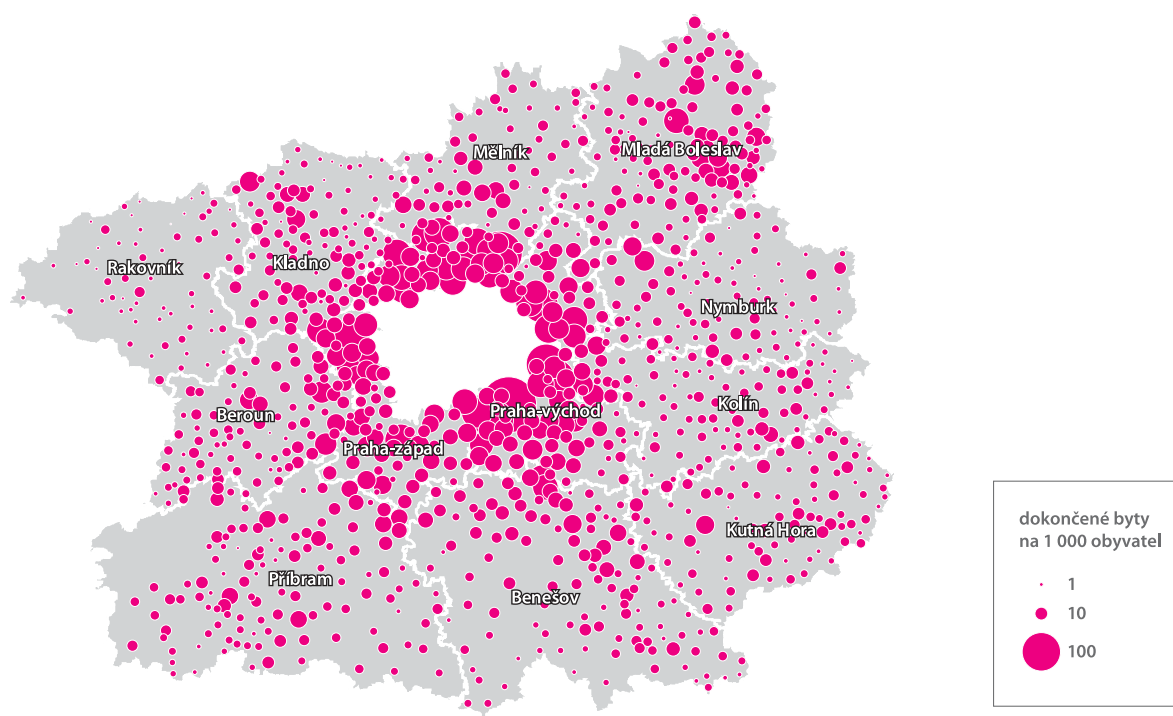 Mělník
Mladá Boleslav
Rakovník
Kladno
Nymburk
Kolín
Beroun
Praha-východ
Praha-západ
Kutná Hora
Příbram
Benešov
dokončené byty
na 1 000 obyvatel
1
10
100